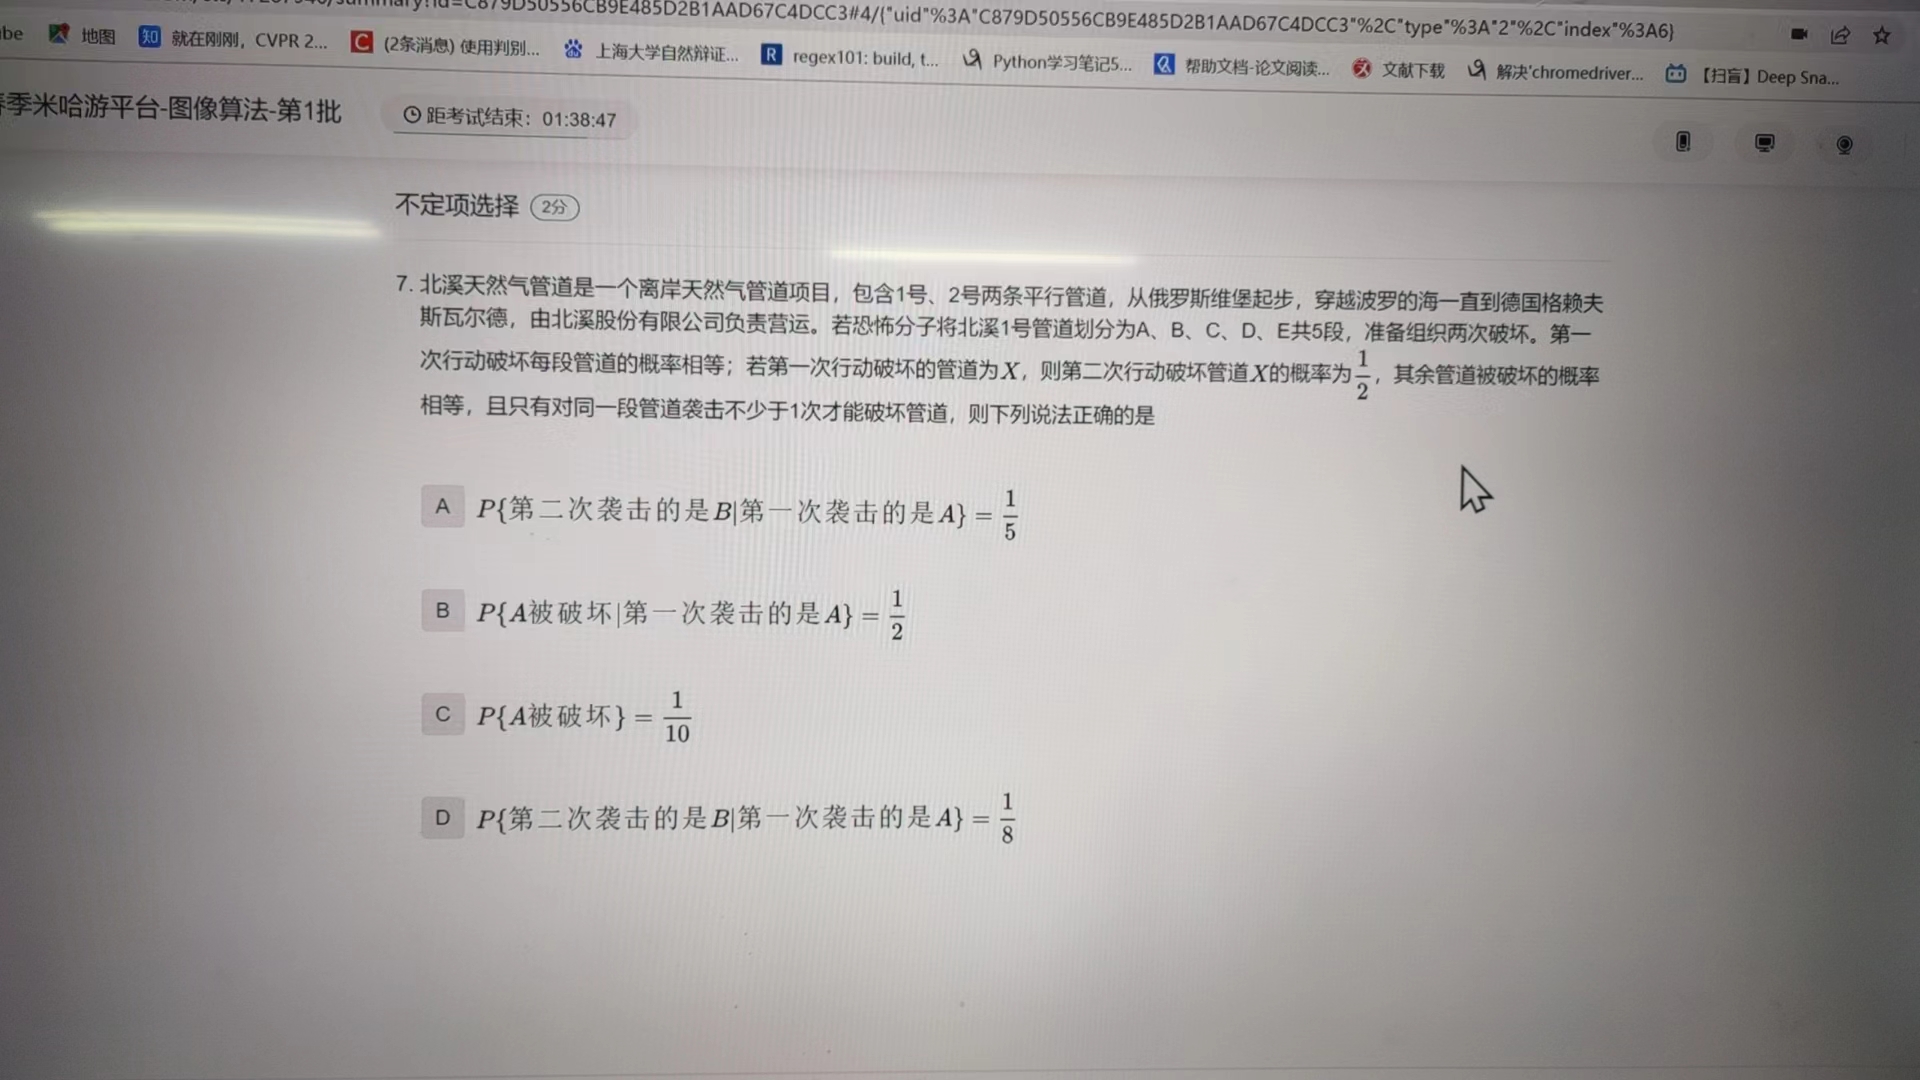 summary?id=C879D50556CB9E485D2B1AAD67C4DCC3#4/{"uid"%3A"C879D50556CB9E485D2B1AAD67C4DCC3"%2C"type"%3A"2"%2C"index"%3A6}
地图 知 就在刚刚，CVPR 2... C (2条消息) 使用判别... 上海大学自然辩证... R regex101: build, t... Python学习笔记5... 帮助文档-论文阅读... 文献下载 解决'chromedriver... 【扫盲】Deep Sna...
季米哈游平台-图像算法-第1批 距考试结束：01:38:47
不定项选择 2分
7. 北溪天然气管道是一个离岸天然气管道项目，包含1号、2号两条平行管道，从俄罗斯维堡起步，穿越波罗的海一直到德国格赖夫
斯瓦尔德，由北溪股份有限公司负责营运。若恐怖分子将北溪1号管道划分为A、B、C、D、E共5段，准备组织两次破坏。第一
次行动破坏每段管道的概率相等；若第一次行动破坏的管道为X，则第二次行动破坏管道X的概率为1/2，其余管道被破坏的概率
相等，且只有对同一段管道袭击不少于1次才能破坏管道，则下列说法正确的是
A P{第二次袭击的是B|第一次袭击的是A} = 1/5
B P{A被破坏|第一次袭击的是A} = 1/2
C P{A被破坏} = 1/10
D P{第二次袭击的是B|第一次袭击的是A} = 1/8